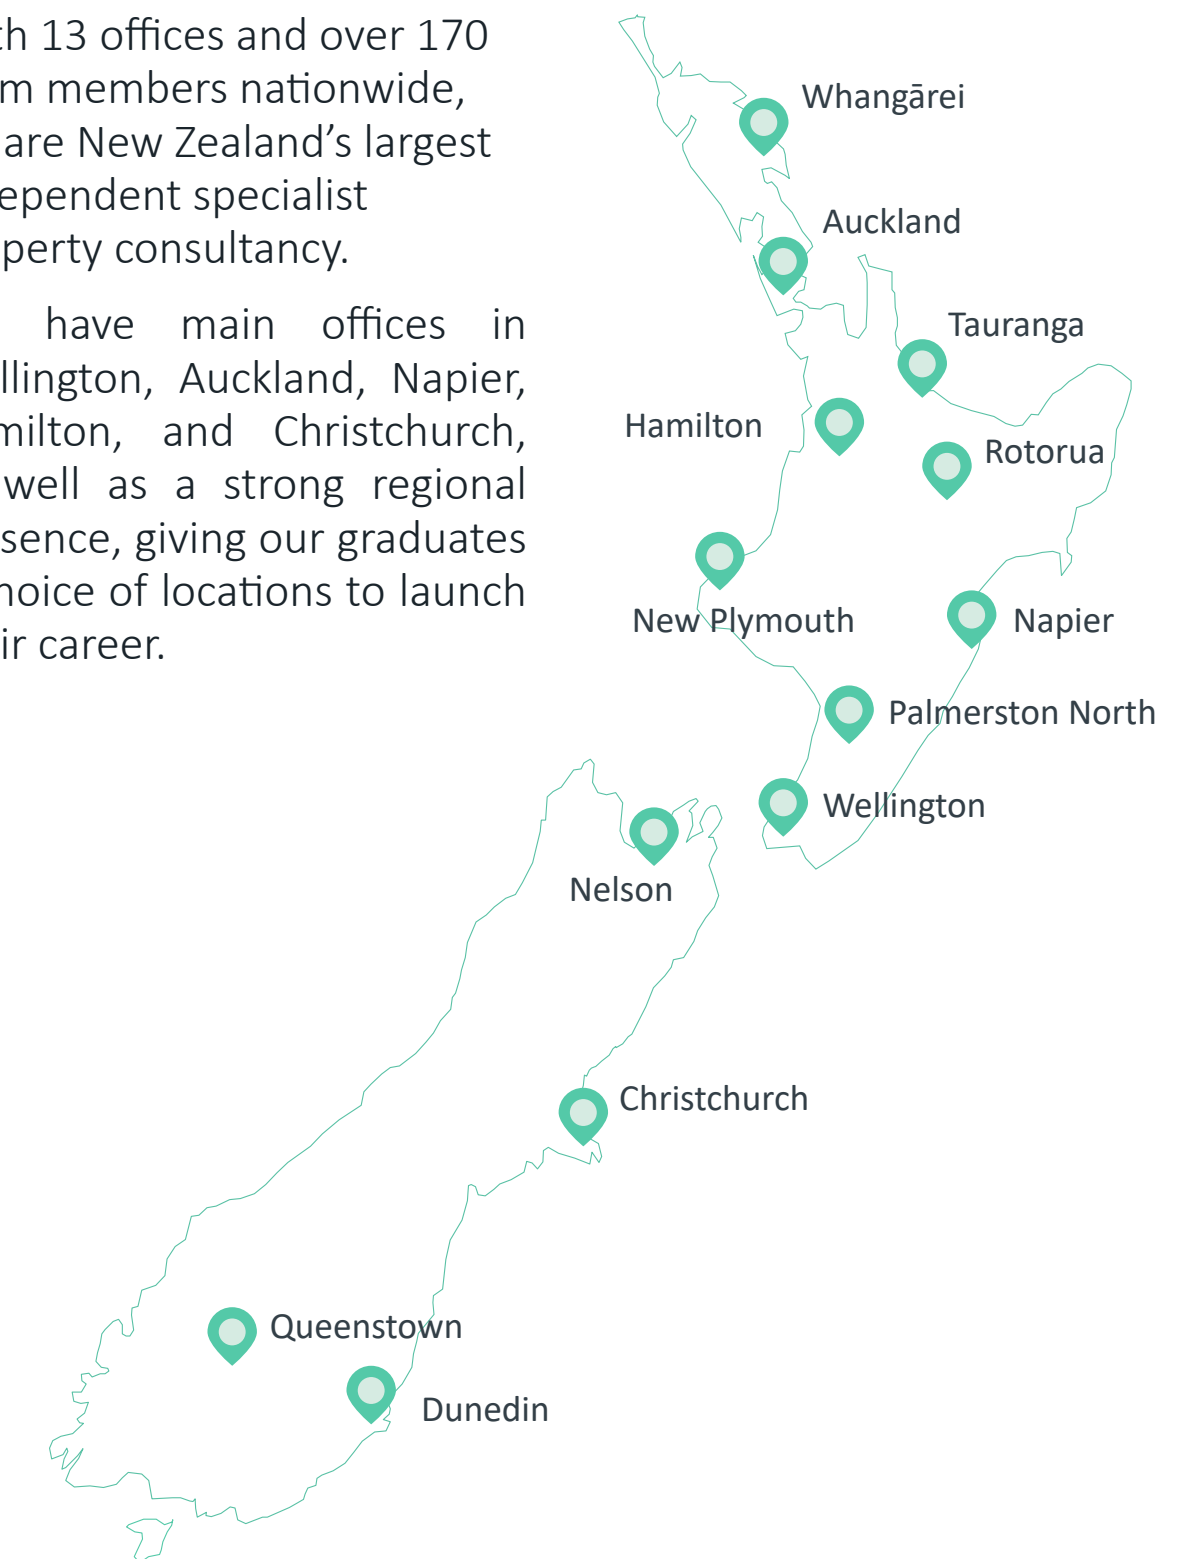 th 13 offices and over 170
m members nationwide,
are New Zealand’s largest
ependent specialist
perty consultancy.
have main offices in
llington, Auckland, Napier,
milton, and Christchurch,
well as a strong regional
sence, giving our graduates
hoice of locations to launch
ir career.
Whangārei
Auckland
Tauranga
Hamilton
Rotorua
New Plymouth
Napier
Palmerston North
Wellington
Nelson
Christchurch
Queenstown
Dunedin